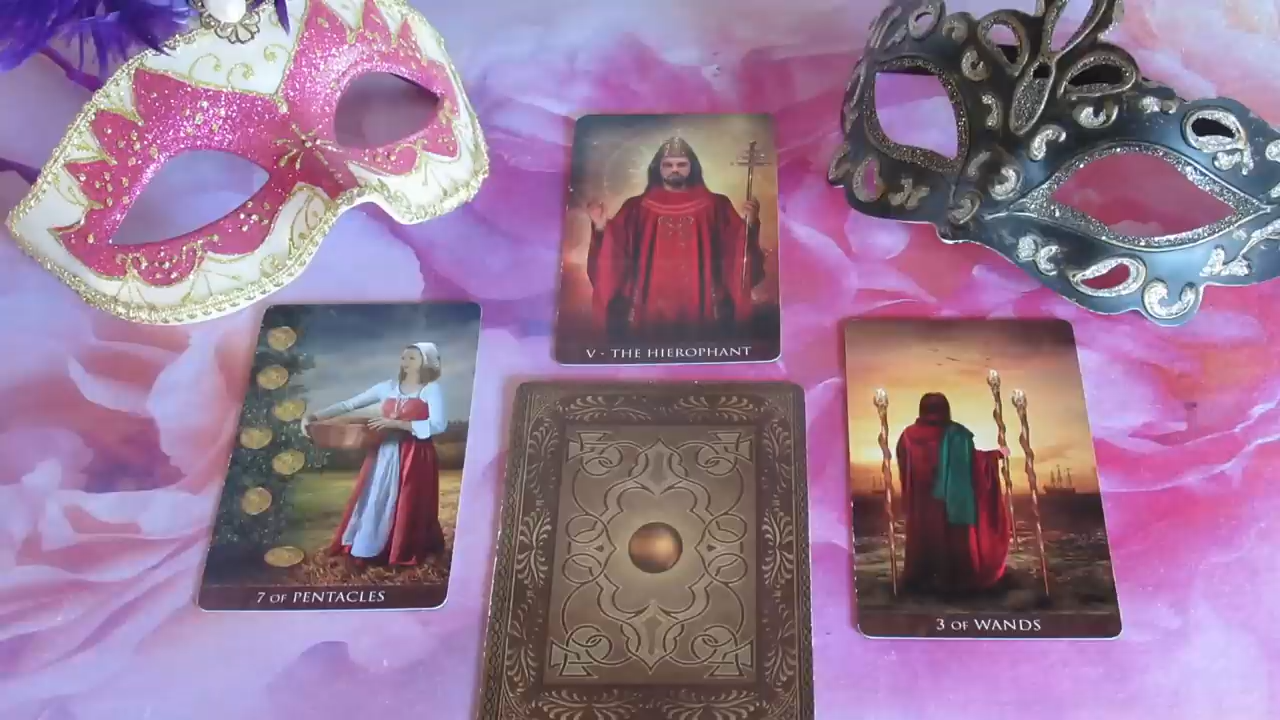 V · THE HIEROPHANT
7 OF PENTACLES
3 OF WANDS